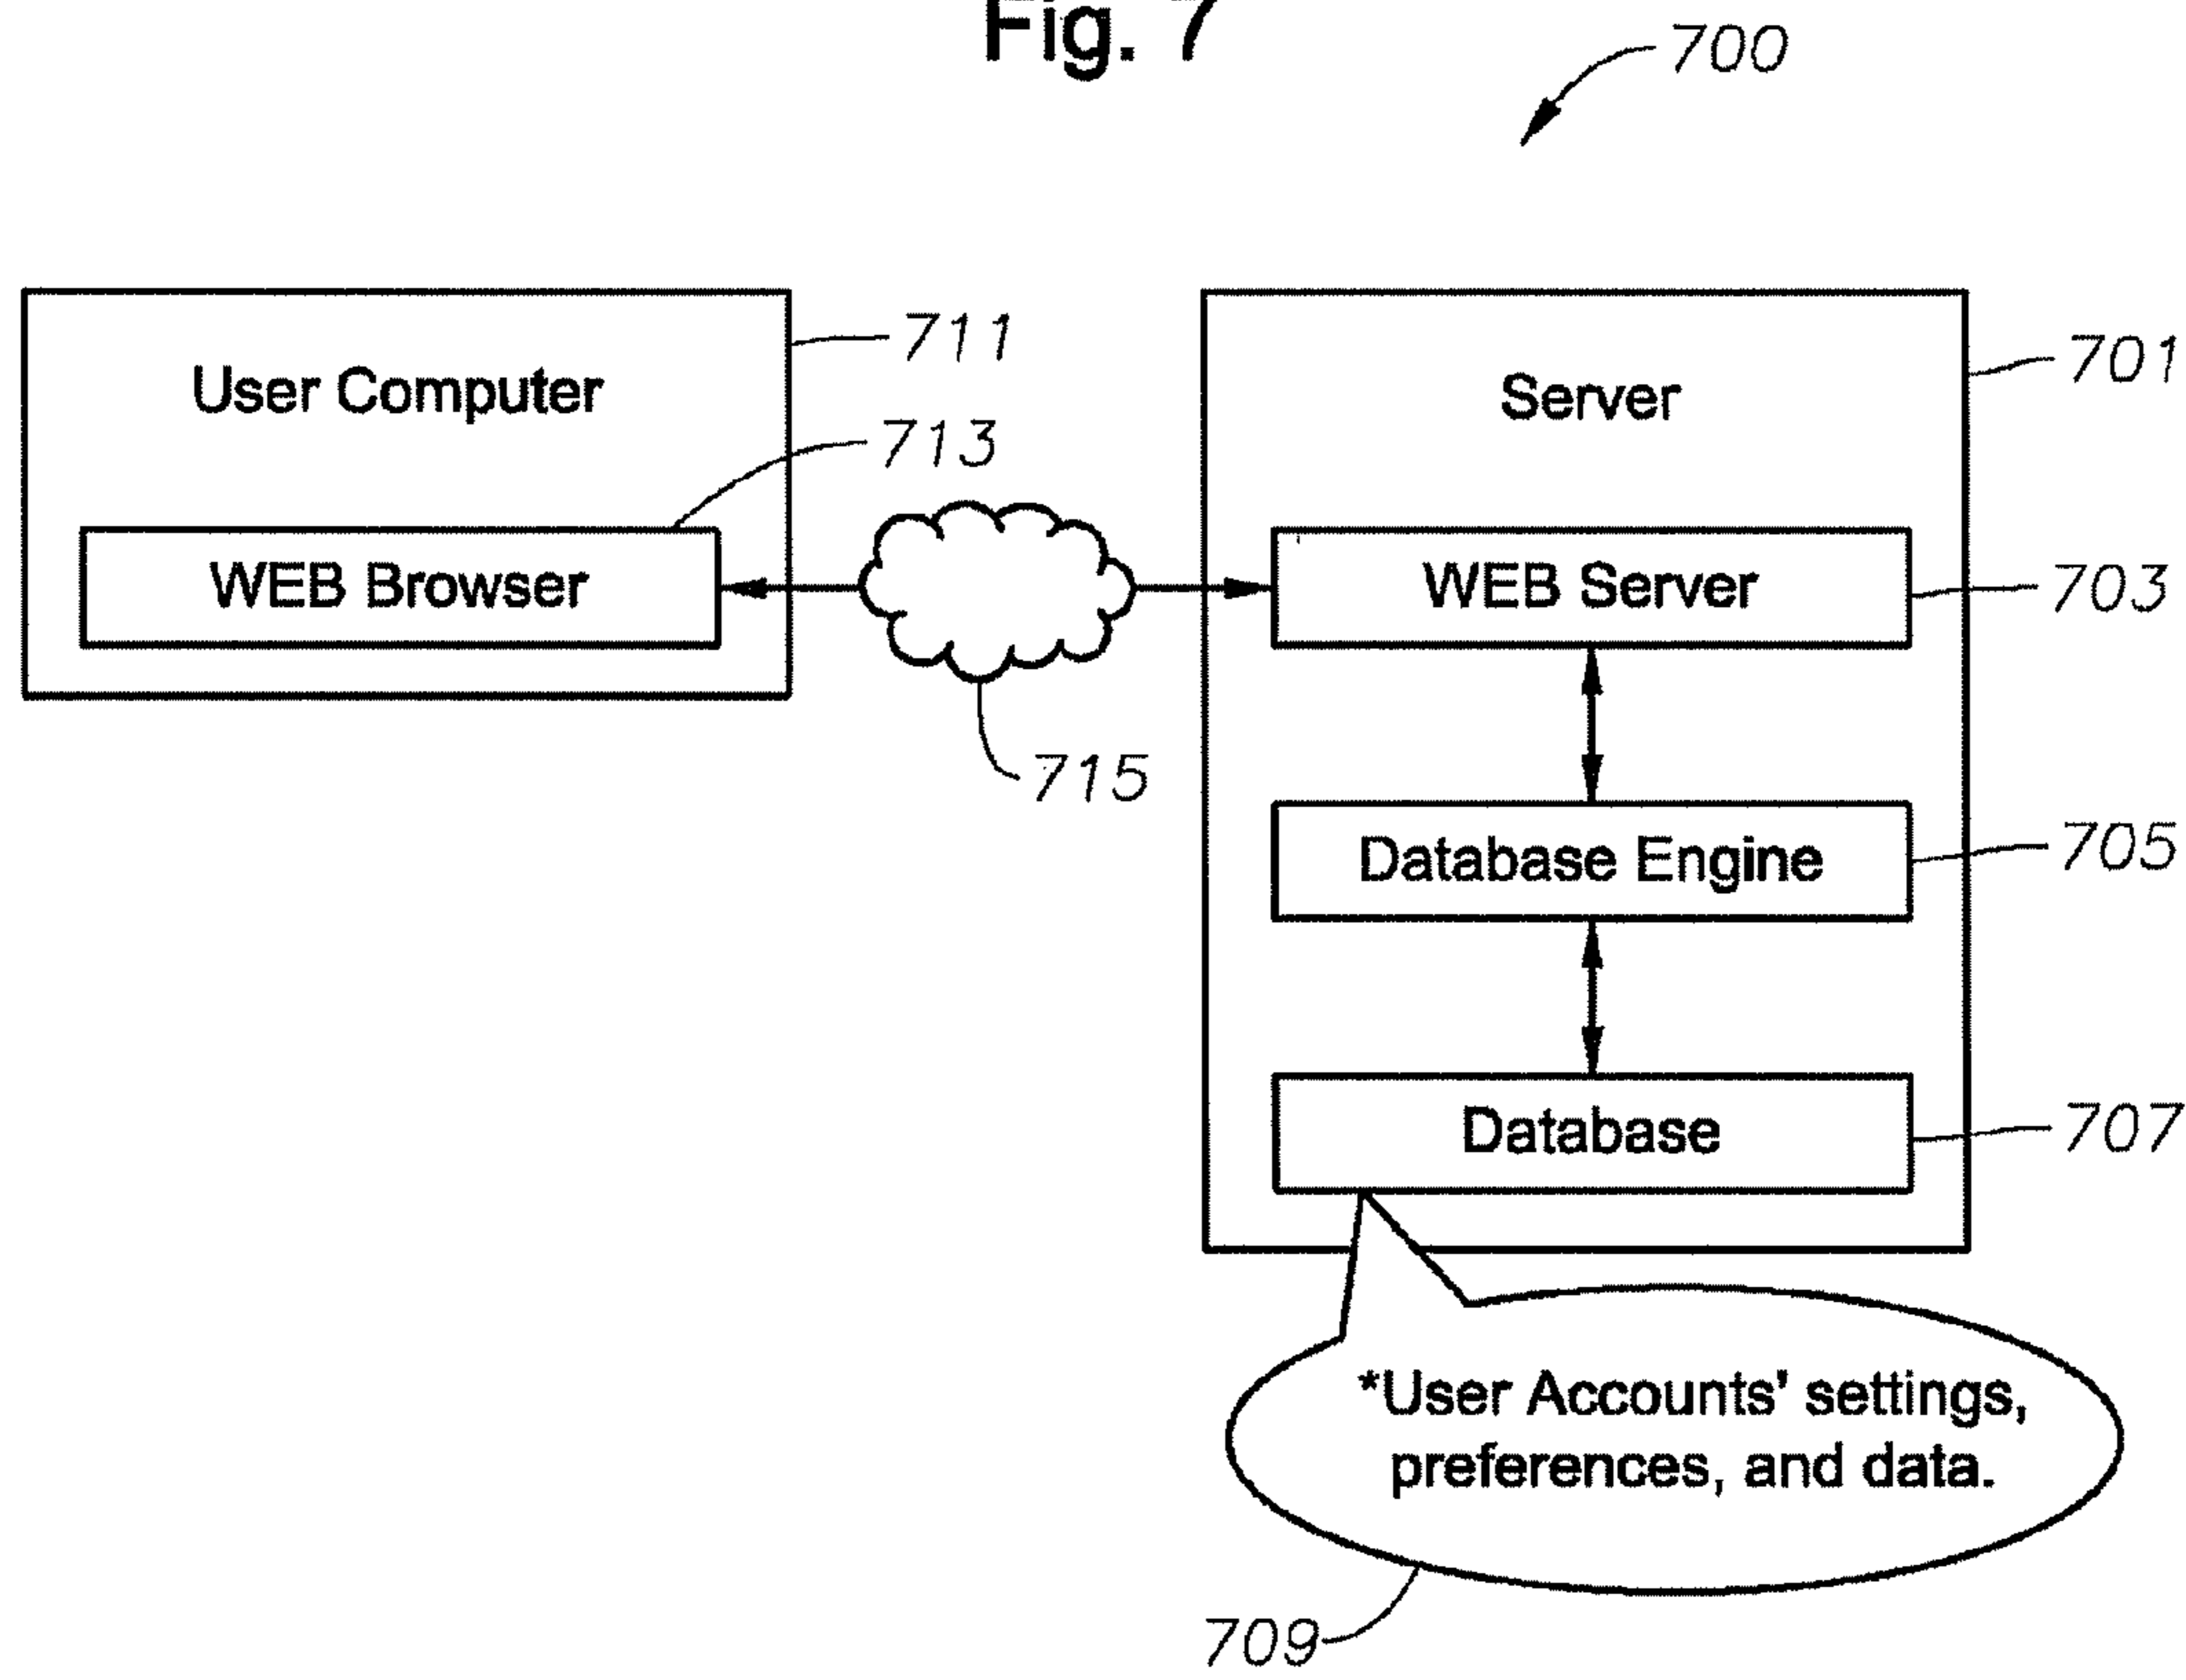 Fig. 7
700
User Computer
711
713
WEB Browser
715
Server
701
WEB Server
703
Database Engine
705
Database
707
*User Accounts' settings,
preferences, and data.
709